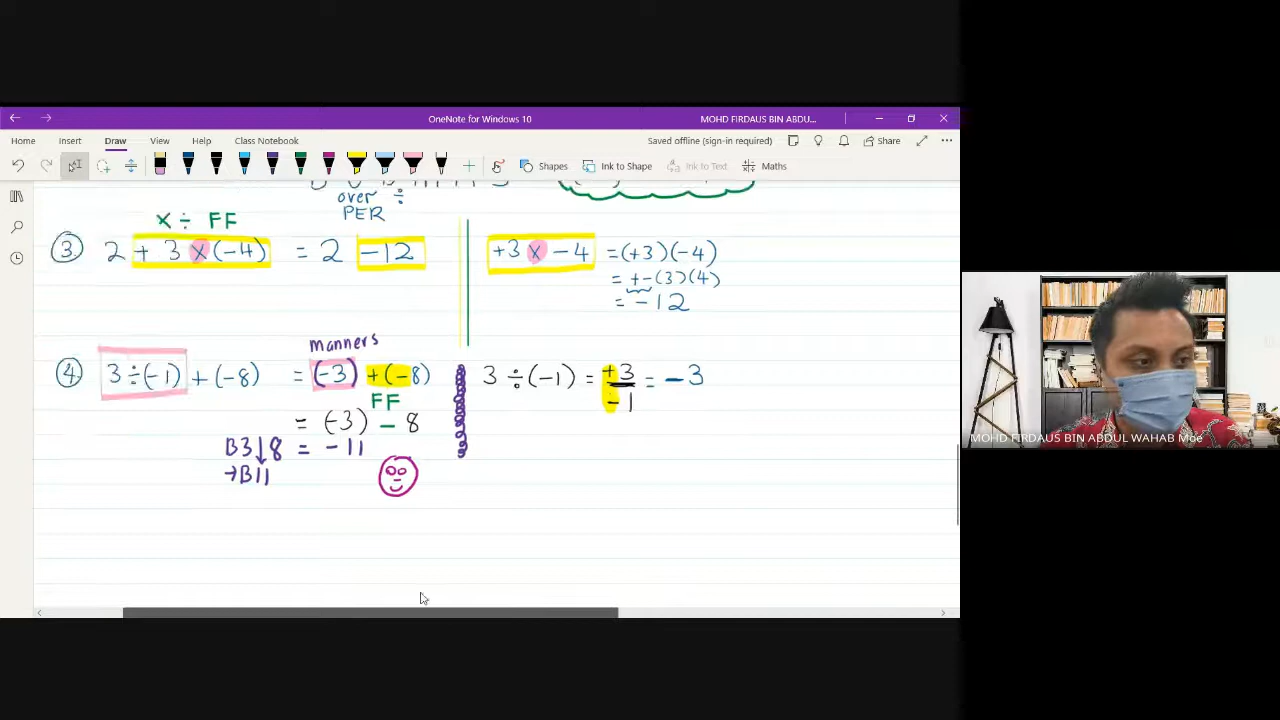 OneNote for Windows 10
MOHD FIRDAUS BIN ABDU...
Home Insert Draw View Help Class Notebook
Saved offline (sign-in required)
Share
Shapes Ink to Shape Ink to Text Maths
over ÷
PER
× ÷ FF
③ 2 + 3 × (-4) = 2 -12
+3 × -4 = (+3)(-4)
= +-(3)(4)
= -12
manners
④ 3 ÷ (-1) + (-8) = (-3) +(-8)
FF
= (-3) - 8
B3↓8 = -11
→B11
3 ÷ (-1) = +3/-1 = -3
MOHD FIRDAUS BIN ABDUL WAHAB Moe